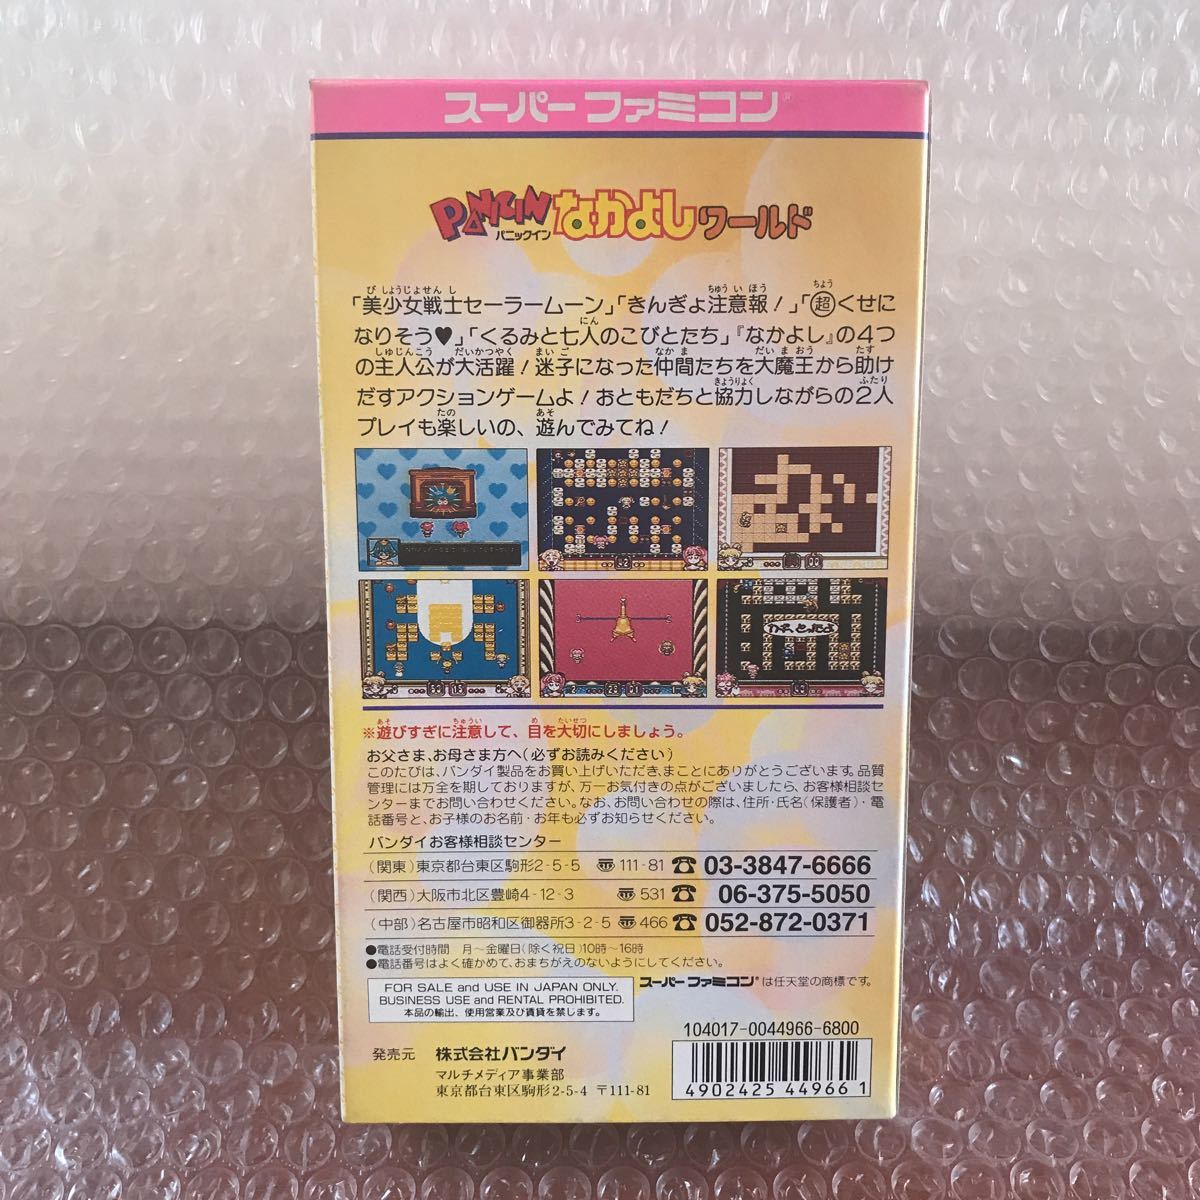 スーパーファミコン®
PANICIN なかよしワールド
パニックイン
「美少女戦士セーラームーン」「きんぎょ注意報!」「超くせに
なりそう♥」「くるみと七人のこびとたち」『なかよし』の4つ
の主人公が大活躍!迷子になった仲間たちを大魔王から助け
だすアクションゲームよ!おともだちと協力しながらの2人
プレイも楽しいの、遊んでみてね!
※遊びすぎに注意して、目を大切にしましょう。
お父さま、お母さま方へ(必ずお読みください)
このたびは、バンダイ製品をお買い上げいただき、まことにありがとうございます。品質
管理には万全を期しておりますが、万一お気付きの点がございましたら、お客様相談セ
ンターまでお問い合わせください。なお、お問い合わせの際は、住所・氏名(保護者)・電
話番号と、お子様のお名前・お年も必ずお知らせください。
バンダイお客様相談センター
(関東)東京都台東区駒形2-5-5 〠111-81 ☎ 03-3847-6666
(関西)大阪市北区豊崎4-12-3 〠531 ☎ 06-375-5050
(中部)名古屋市昭和区御器所3-2-5 〠466 ☎ 052-872-0371
●電話受付時間 月〜金曜日(除く祝日)10時〜16時
●電話番号はよく確かめて、おまちがえのないようにしてください。
FOR SALE and USE IN JAPAN ONLY.
BUSINESS USE and RENTAL PROHIBITED.
本品の輸出、使用営業及び賃貸を禁じます。
スーパーファミコン®は任天堂の商標です。
104017-0044966-6800
発売元 株式会社バンダイ
マルチメディア事業部
東京都台東区駒形2-5-4 〒111-81
4902425 449661